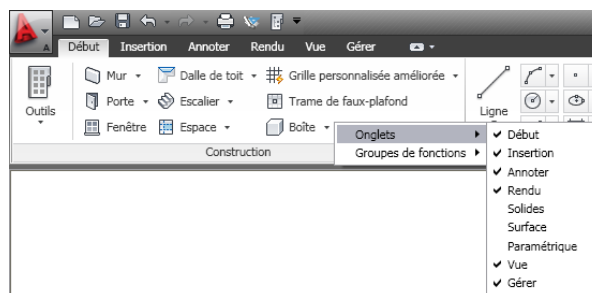 A
Début Insertion Annoter Rendu Vue Gérer
Mur Dalle de toit Grille personnalisée améliorée
Outils Porte Escalier Trame de faux-plafond Ligne
Fenêtre Espace Boîte
Construction
Onglets
Groupes de fonctions
Début
Insertion
Annoter
Rendu
Solides
Surface
Paramétrique
Vue
Gérer